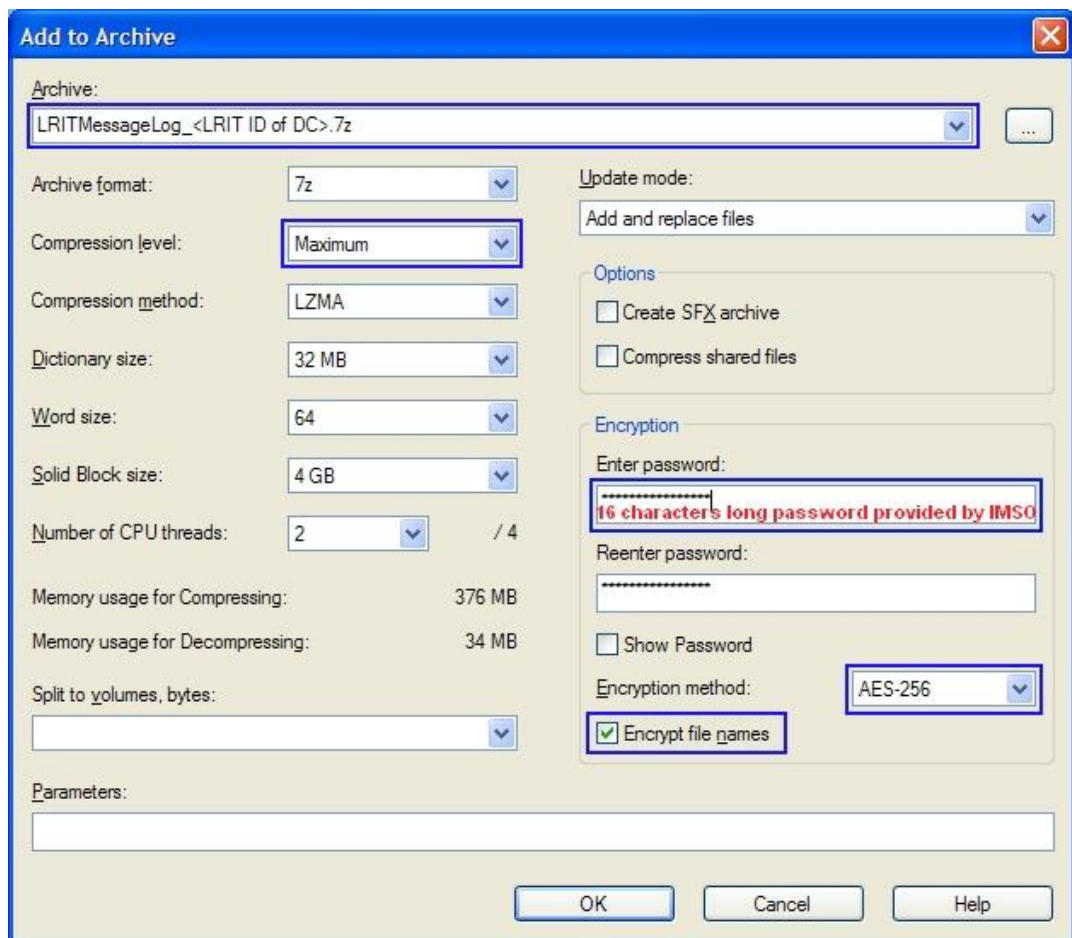 Add to Archive
Archive:
LRITMessageLog_<LRIT ID of DC>.7z
...
Archive format:
7z
Compression level:
Maximum
Compression method:
LZMA
Dictionary size:
32 MB
Word size:
64
Solid Block size:
4 GB
Number of CPU threads:
2
/ 4
Memory usage for Compressing:
376 MB
Memory usage for Decompressing:
34 MB
Split to volumes, bytes:
Update mode:
Add and replace files
Options
Create SFX archive
Compress shared files
Encryption
Enter password:
****************
16 characters long password provided by IMSO
Reenter password:
****************
Show Password
Encryption method:
AES-256
Encrypt file names
Parameters:
OK
Cancel
Help